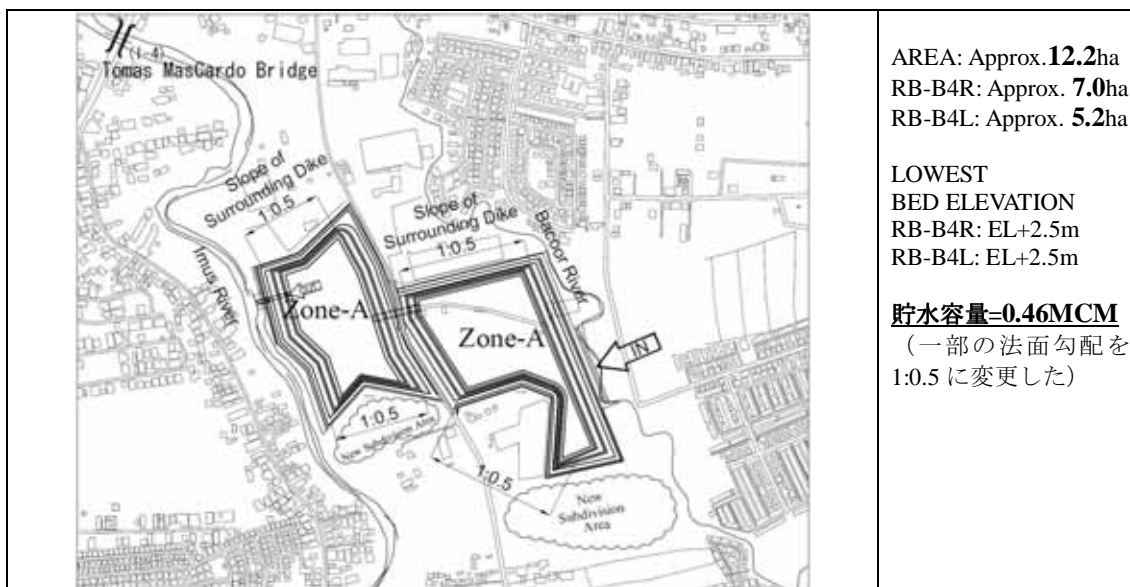 (I-4)
Tomas MasCardo Bridge
Slope of
Surrounding Dike
1:0.5
Slope of
Surrounding Dike
1:0.5
Imus River
Bacoor River
Zone-A
Zone-A
IN
1:0.5
New Subdivision Area
1:0.5
New
Subdivision
Area
AREA: Approx.12.2ha
RB-B4R: Approx. 7.0ha
RB-B4L: Approx. 5.2ha
LOWEST
BED ELEVATION
RB-B4R: EL+2.5m
RB-B4L: EL+2.5m
貯水容量=0.46MCM
（一部の法面勾配を
1:0.5 に変更した）